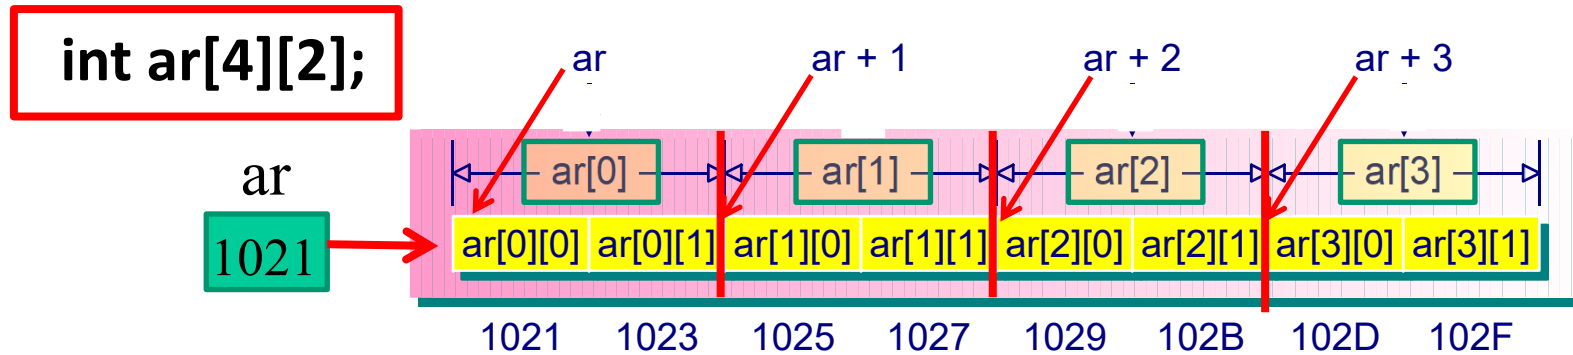 int ar[4][2];
ar ar + 1 ar + 2 ar + 3
ar
ar[0] ar[1] ar[2] ar[3]
1021
ar[0][0] ar[0][1] ar[1][0] ar[1][1] ar[2][0] ar[2][1] ar[3][0] ar[3][1]
1021 1023 1025 1027 1029 102B 102D 102F